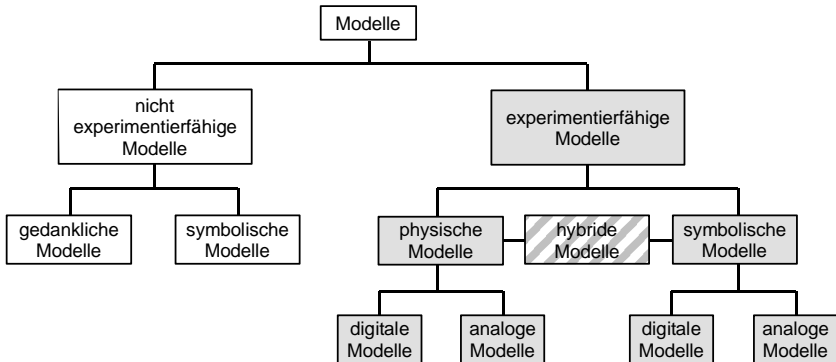 Modelle
nicht
experimentierfähige
Modelle
experimentierfähige
Modelle
gedankliche
Modelle
symbolische
Modelle
physische
Modelle
hybride
Modelle
symbolische
Modelle
digitale
Modelle
analoge
Modelle
digitale
Modelle
analoge
Modelle